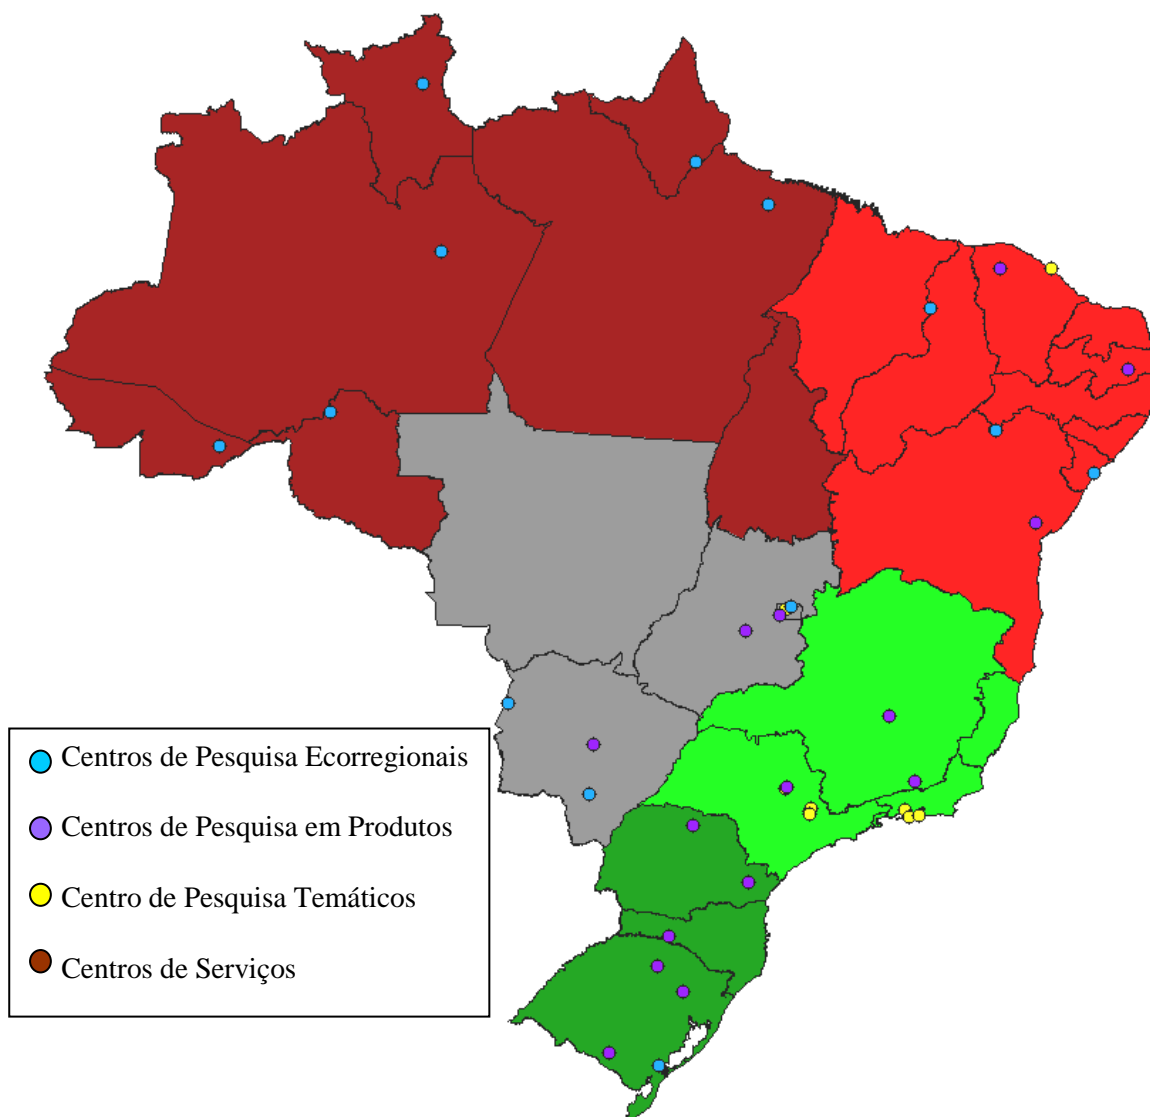 Centros de Pesquisa Ecorregionais
Centros de Pesquisa em Produtos
Centro de Pesquisa Temáticos
Centros de Serviços